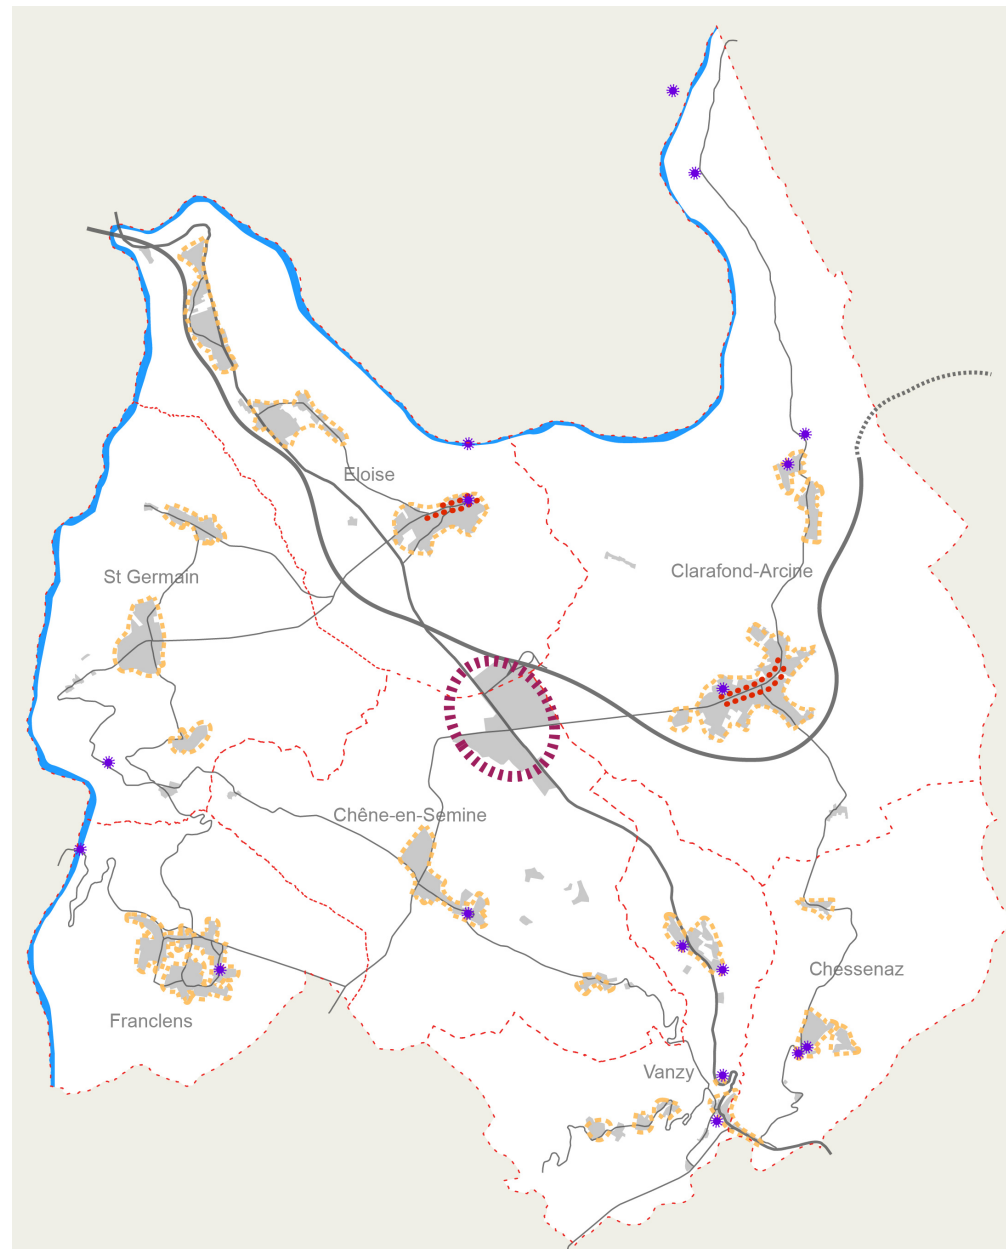 Eloise
St Germain
Clarafond-Arcine
Chêne-en-Semine
Chessenaz
Franclens
Vanzy